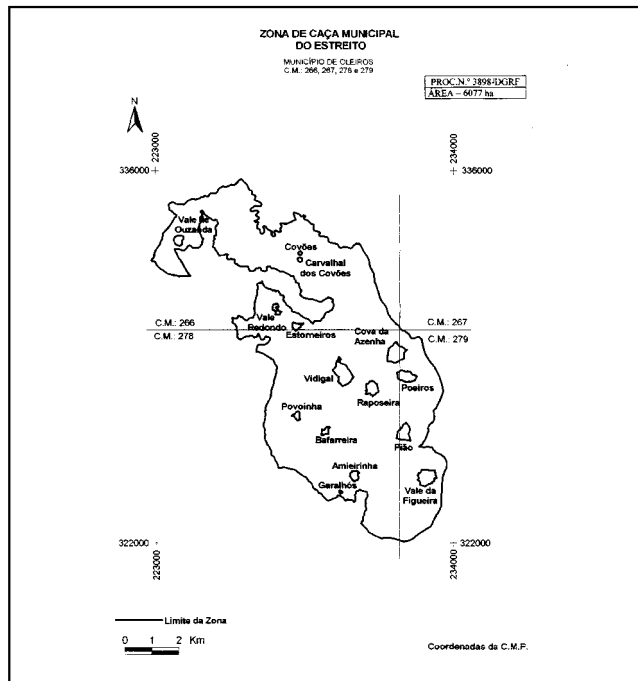 ZONA DE CAÇA MUNICIPAL
DO ESTREITO
MUNICÍPIO DE OLEIROS
C.M.: 266, 267, 278 e 279
PROC.N.º 3898-DGRF
ÁREA – 6077 ha
N
223000
234000
336000
336000
Vale de
Ouzenda
Covões
Carvalhal
dos Covões
Vale
Redondo
Estorneiros
C.M.: 266
C.M.: 278
C.M.: 267
C.M.: 279
Cova da
Azenha
Vidigal
Raposeira
Poeiros
Povoinha
Bafarreira
Pião
Amieirinha
Garalhós
Vale da
Figueira
322000
322000
223000
234000
Limite da Zona
0 1 2 Km
Coordenadas da C.M.P.